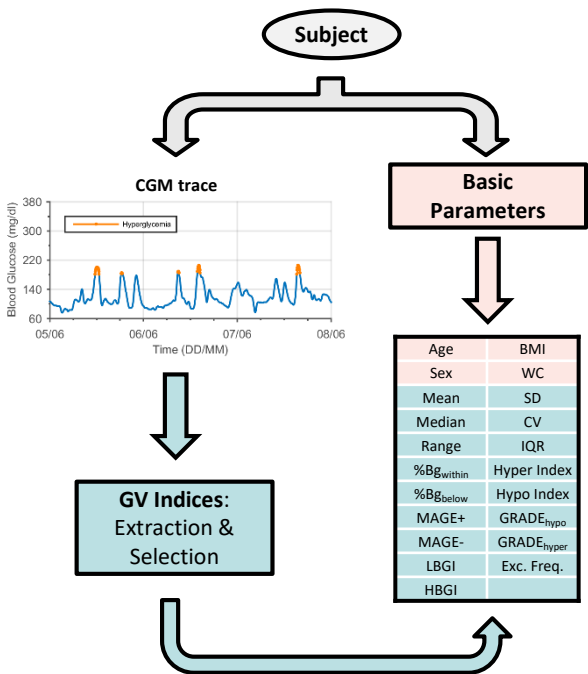 Subject
CGM trace
Blood Glucose (mg/dl)
380
300
220
140
60
Hyperglycemia
05/06 06/06 07/06 08/06
Time (DD/MM)
Basic
Parameters
Age BMI
Sex WC
Mean SD
Median CV
Range IQR
%Bgwithin Hyper Index
%Bgbelow Hypo Index
MAGE+ GRADEhypo
MAGE- GRADEhyper
LBGI Exc. Freq.
HBGI
GV Indices:
Extraction &
Selection